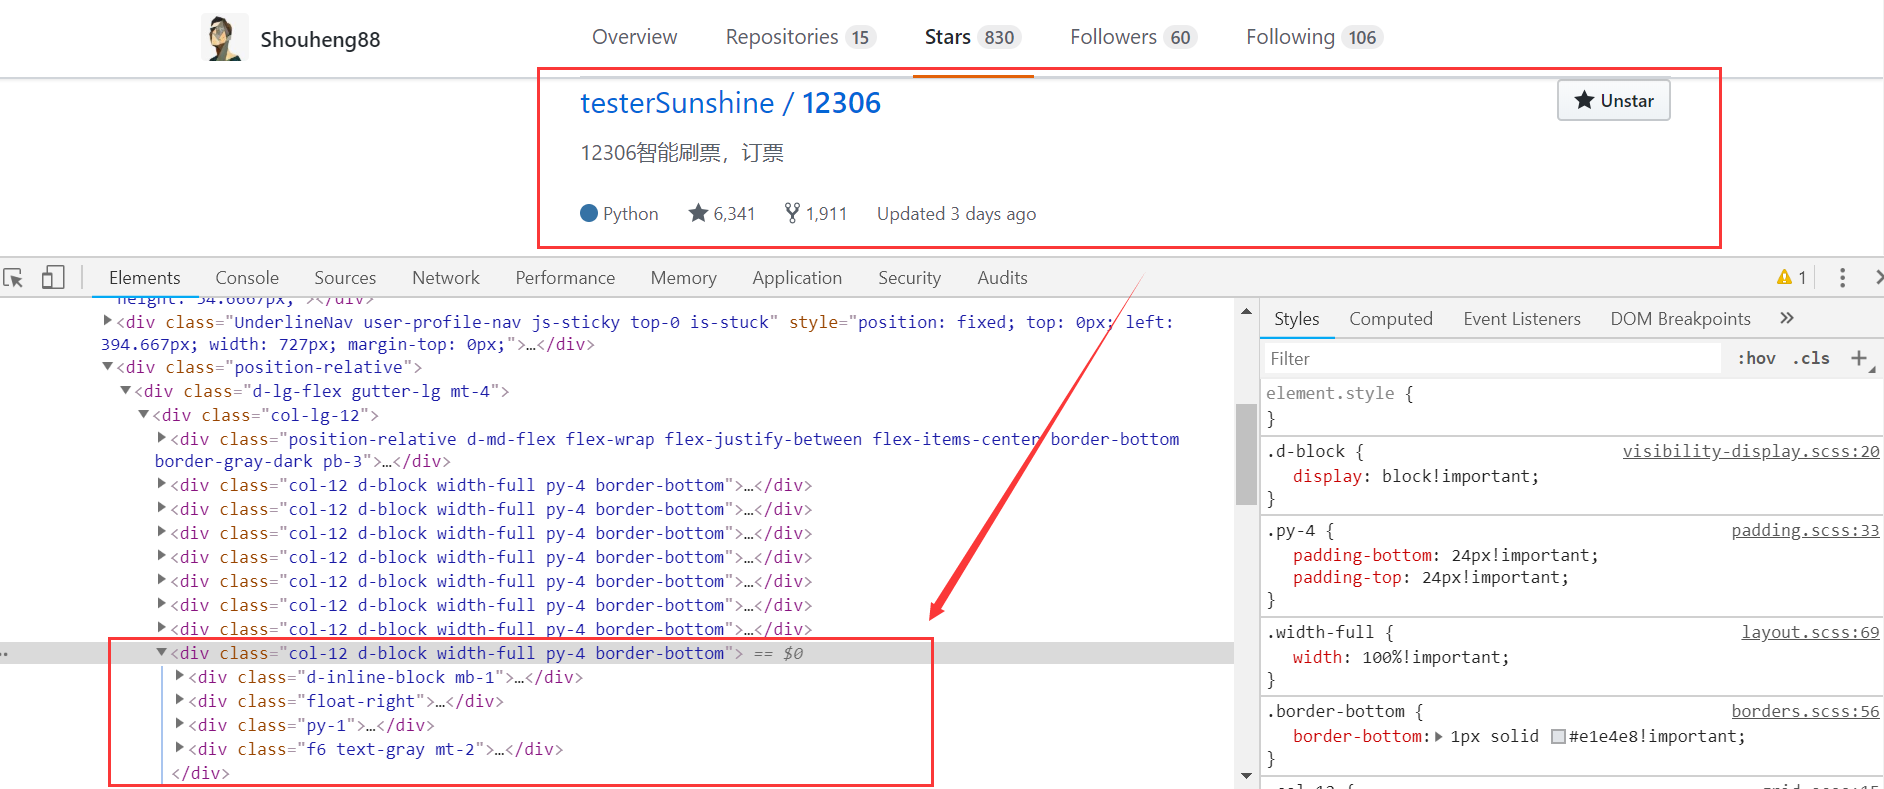 Shouheng88 Overview Repositories 15 Stars 830 Followers 60 Following 106
testerSunshine / 12306 Unstar
12306智能刷票，订票
Python 6,341 1,911 Updated 3 days ago
Elements Console Sources Network Performance Memory Application Security Audits 1
height: 54.6667px; "></div>
<div class="UnderlineNav user-profile-nav js-sticky top-0 is-stuck" style="position: fixed; top: 0px; left:
394.667px; width: 727px; margin-top: 0px;">…</div>
<div class="position-relative">
<div class="d-lg-flex gutter-lg mt-4">
<div class="col-lg-12">
<div class="position-relative d-md-flex flex-wrap flex-justify-between flex-items-center border-bottom
border-gray-dark pb-3">…</div>
<div class="col-12 d-block width-full py-4 border-bottom">…</div>
<div class="col-12 d-block width-full py-4 border-bottom">…</div>
<div class="col-12 d-block width-full py-4 border-bottom">…</div>
<div class="col-12 d-block width-full py-4 border-bottom">…</div>
<div class="col-12 d-block width-full py-4 border-bottom">…</div>
<div class="col-12 d-block width-full py-4 border-bottom">…</div>
<div class="col-12 d-block width-full py-4 border-bottom">…</div>
<div class="col-12 d-block width-full py-4 border-bottom"> == $0
<div class="d-inline-block mb-1">…</div>
<div class="float-right">…</div>
<div class="py-1">…</div>
<div class="f6 text-gray mt-2">…</div>
</div>
Styles Computed Event Listeners DOM Breakpoints »
Filter :hov .cls +
element.style {
}
.d-block { visibility-display.scss:20
display: block!important;
}
.py-4 { padding.scss:33
padding-bottom: 24px!important;
padding-top: 24px!important;
}
.width-full { layout.scss:69
width: 100%!important;
}
.border-bottom { borders.scss:56
border-bottom: 1px solid #e1e4e8!important;
}
.col-12 { grid.scss:15